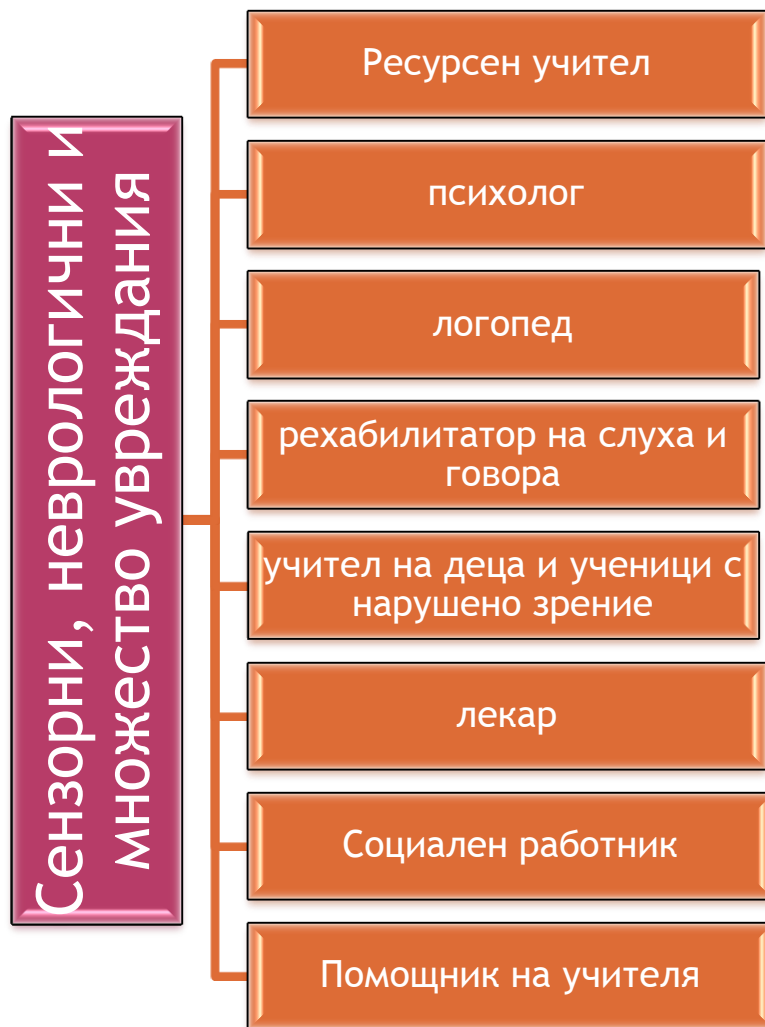 Сензорни, неврологични и
множество увреждания
Ресурсен учител
психолог
логопед
рехабилитатор на слуха и
говора
учител на деца и ученици с
нарушено зрение
лекар
Социален работник
Помощник на учителя